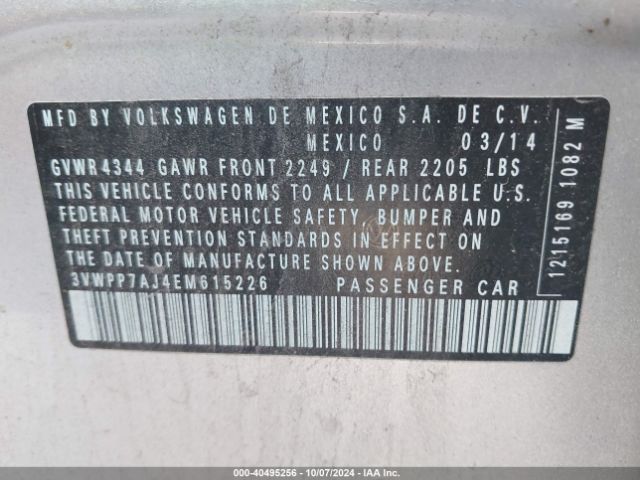 MFD BY VOLKSWAGEN DE MEXICO S.A. DE C.V.
MEXICO 03/14
GVWR 4344 GAWR FRONT 2249 / REAR 2205 LBS
THIS VEHICLE CONFORMS TO ALL APPLICABLE U.S.
FEDERAL MOTOR VEHICLE SAFETY, BUMPER AND
THEFT PREVENTION STANDARDS IN EFFECT ON
THE DATE OF MANUFACTURE SHOWN ABOVE.
3VWPP7AJ4EM615226 PASSENGER CAR
1215169 1082 M
000-40495256 - 10/07/2024 - IAA Inc.